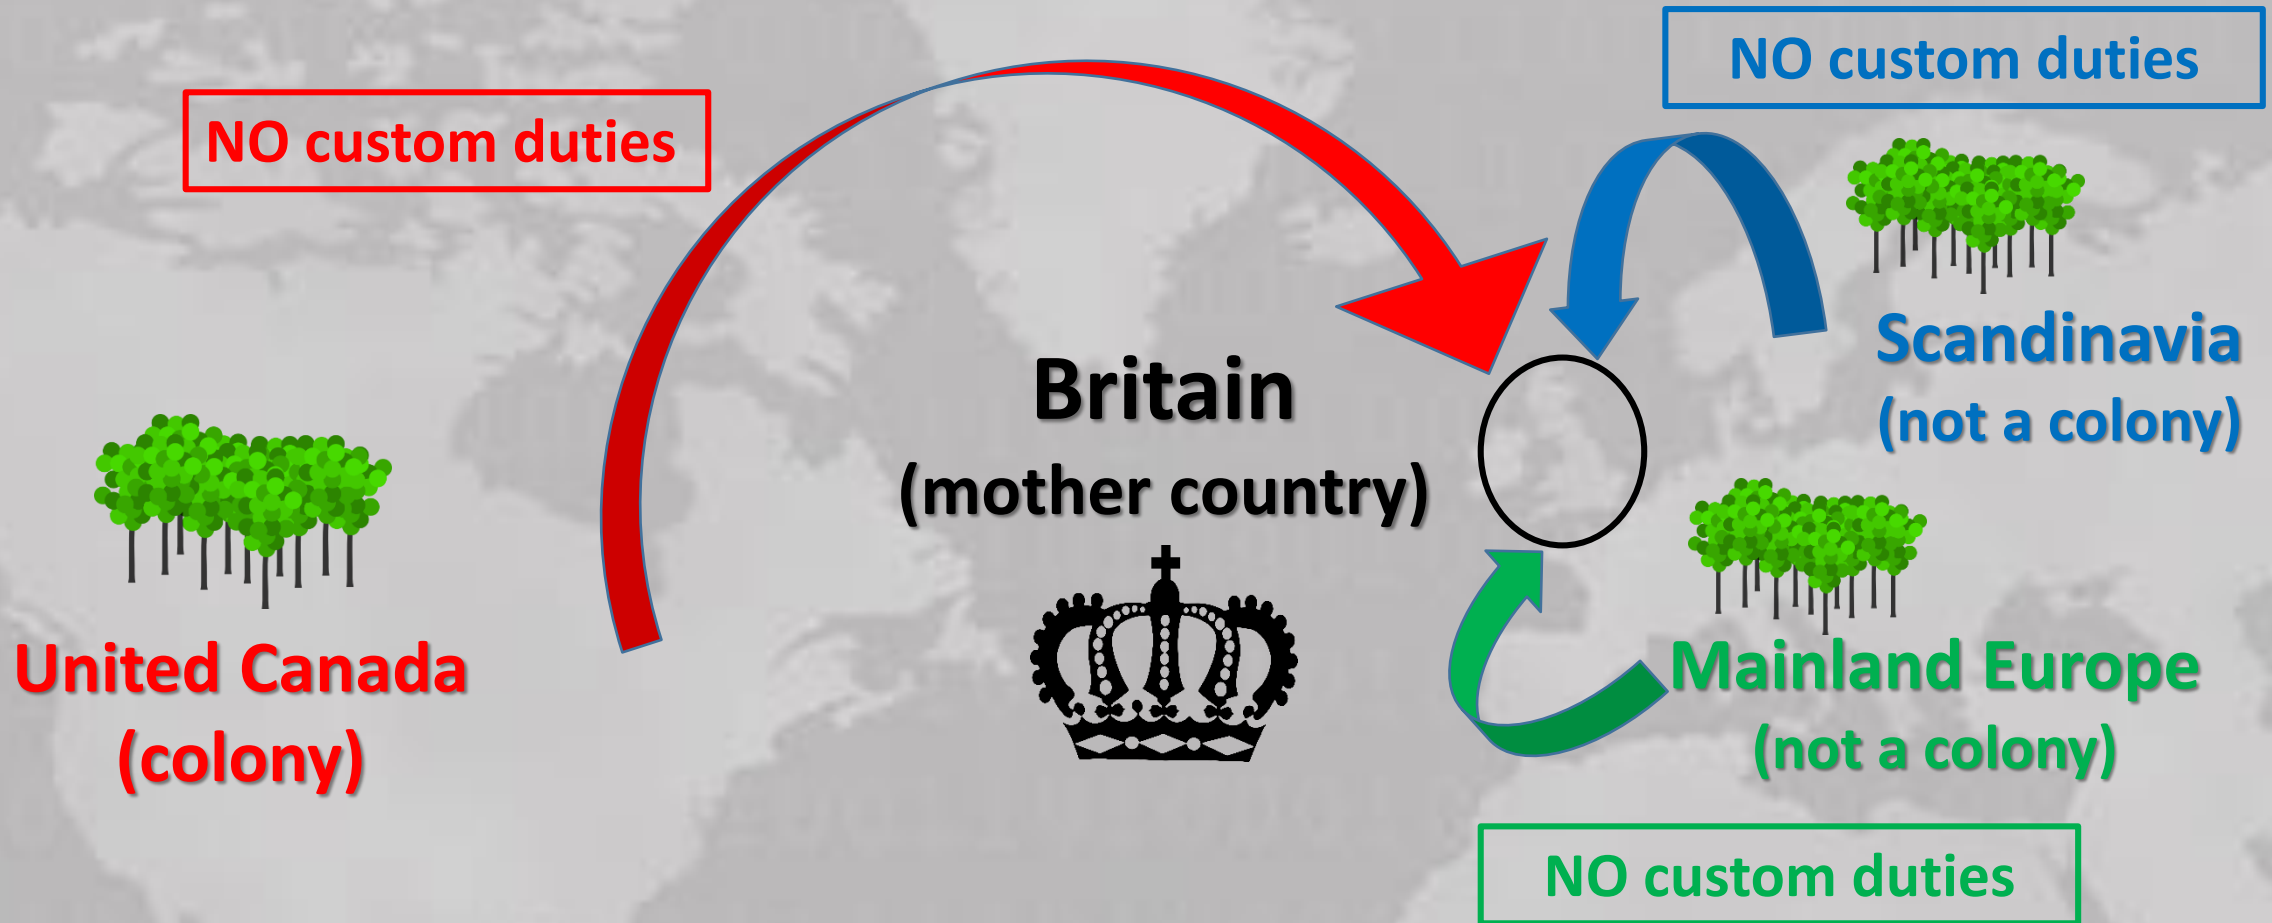 NO custom duties
NO custom duties
Scandinavia
(not a colony)
Britain
(mother country)
United Canada
(colony)
Mainland Europe
(not a colony)
NO custom duties